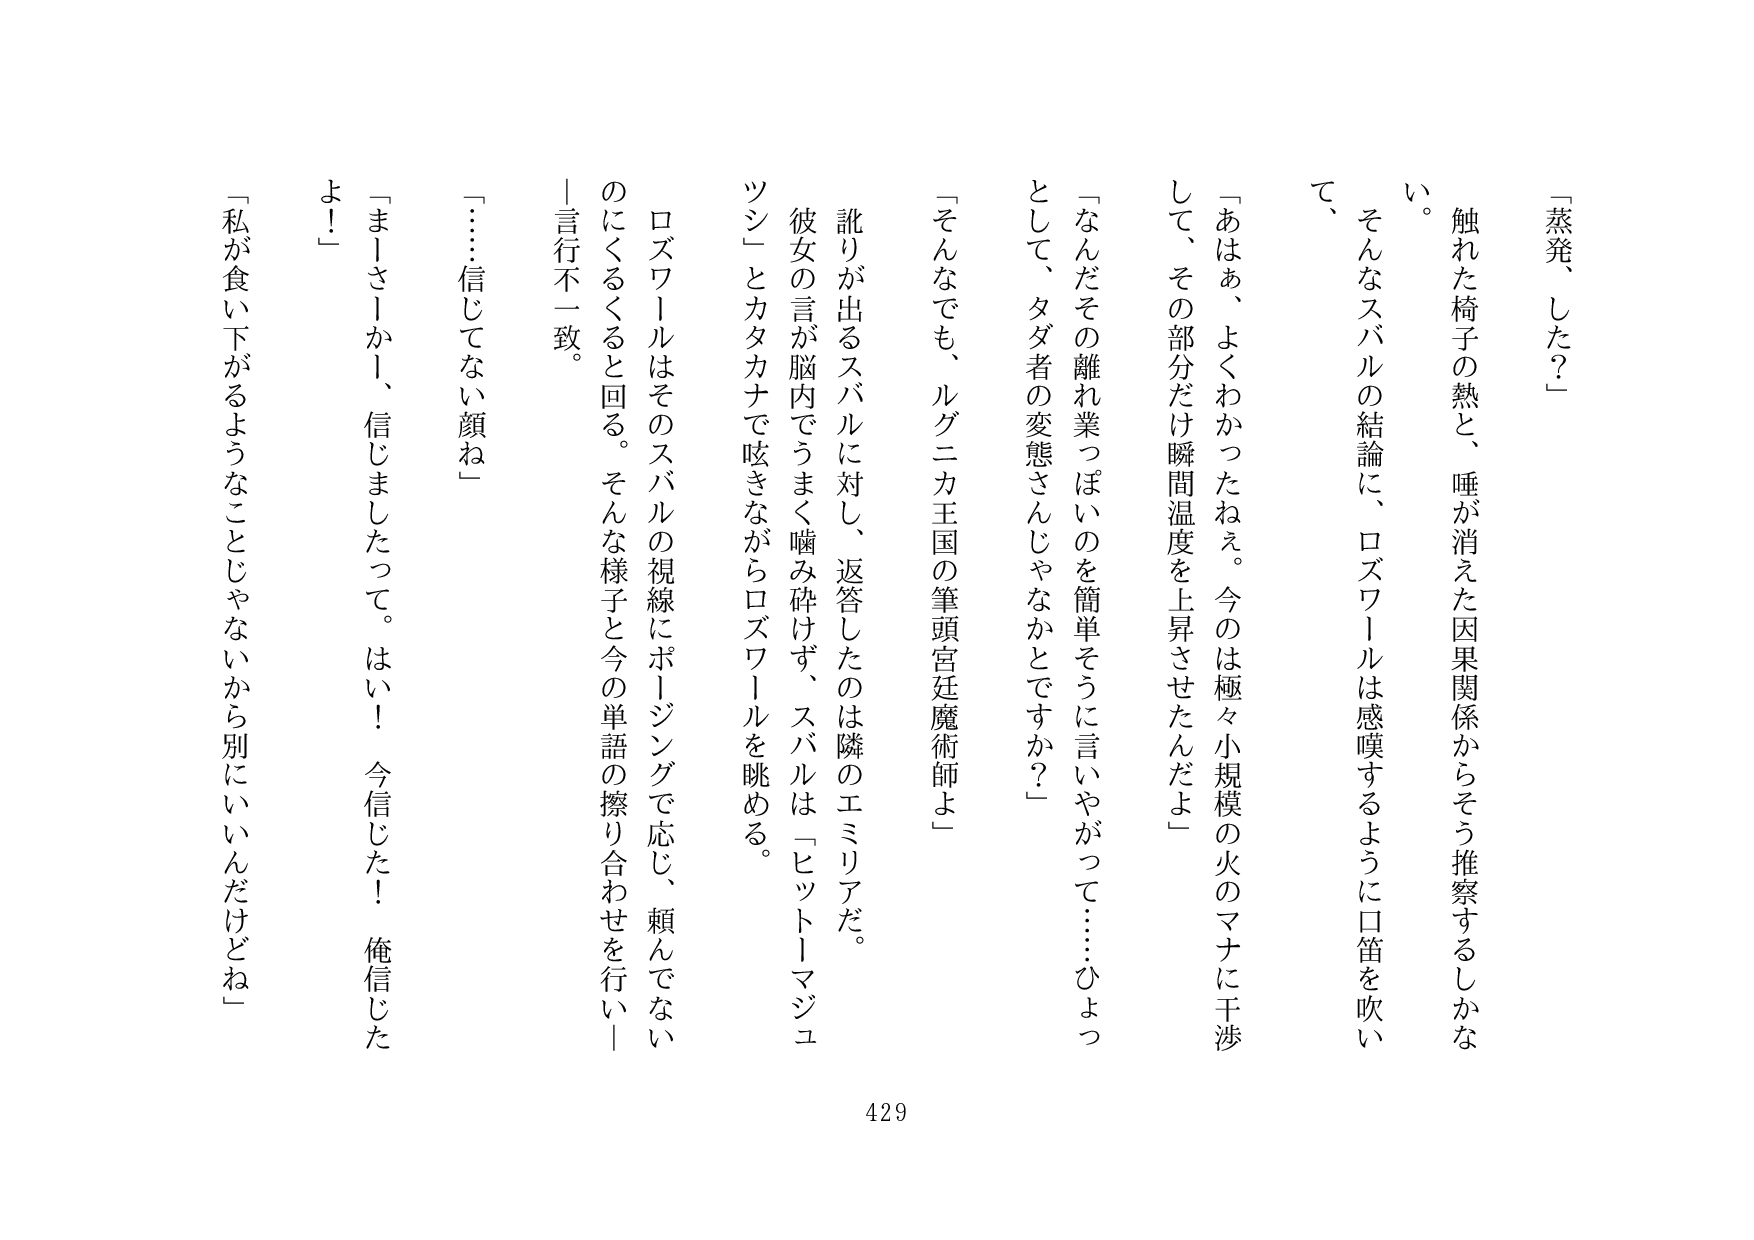 「蒸発、した？」
　触れた椅子の熱と、唾が消えた因果関係からそう推察するしかな
い。
　そんなスバルの結論に、ロズワールは感嘆するように口笛を吹い
て、
「あはぁ、よくわかったねぇ。今のは極々小規模の火のマナに干渉
して、その部分だけ瞬間温度を上昇させたんだよ」
「なんだその離れ業っぽいのを簡単そうに言いやがって……ひょっ
として、タダ者の変態さんじゃなかとですか？」
「そんなでも、ルグニカ王国の筆頭宮廷魔術師よ」
　訛りが出るスバルに対し、返答したのは隣のエミリアだ。
　彼女の言が脳内でうまく噛み砕けず、スバルは「ヒットーマジュ
ツシ」とカタカナで呟きながらロズワールを眺める。
　ロズワールはそのスバルの視線にポージングで応じ、頼んでない
のにくるくると回る。そんな様子と今の単語の擦り合わせを行い―
―言行不一致。
「……信じてない顔ね」
「まーさーかー、信じましたって。はい！　今信じた！　俺信じた
よ！」
「私が食い下がるようなことじゃないから別にいいんだけどね」
429